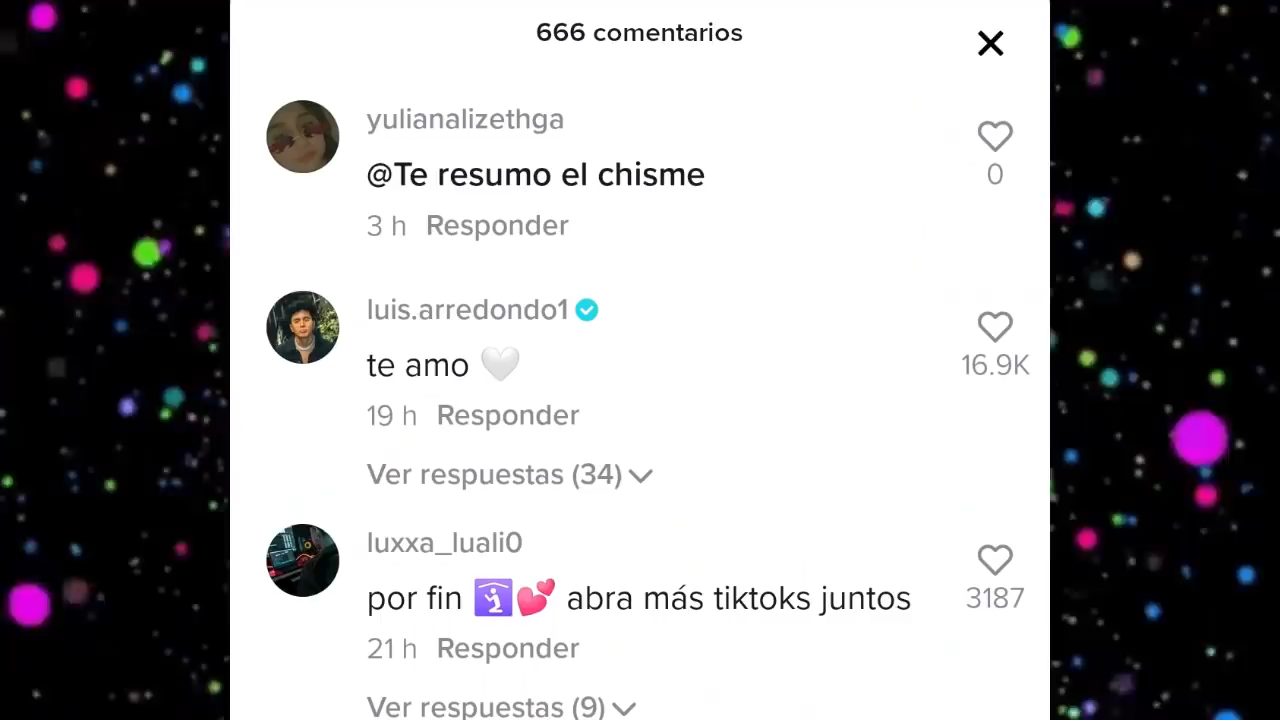 666 comentarios
yulianalizethga
@Te resumo el chisme
0
3 h Responder
luis.arredondo1
te amo 🤍
16.9K
19 h Responder
Ver respuestas (34)
luxxa_luali0
por fin 🛐💕 abra más tiktoks juntos
3187
21 h Responder
Ver respuestas (9)